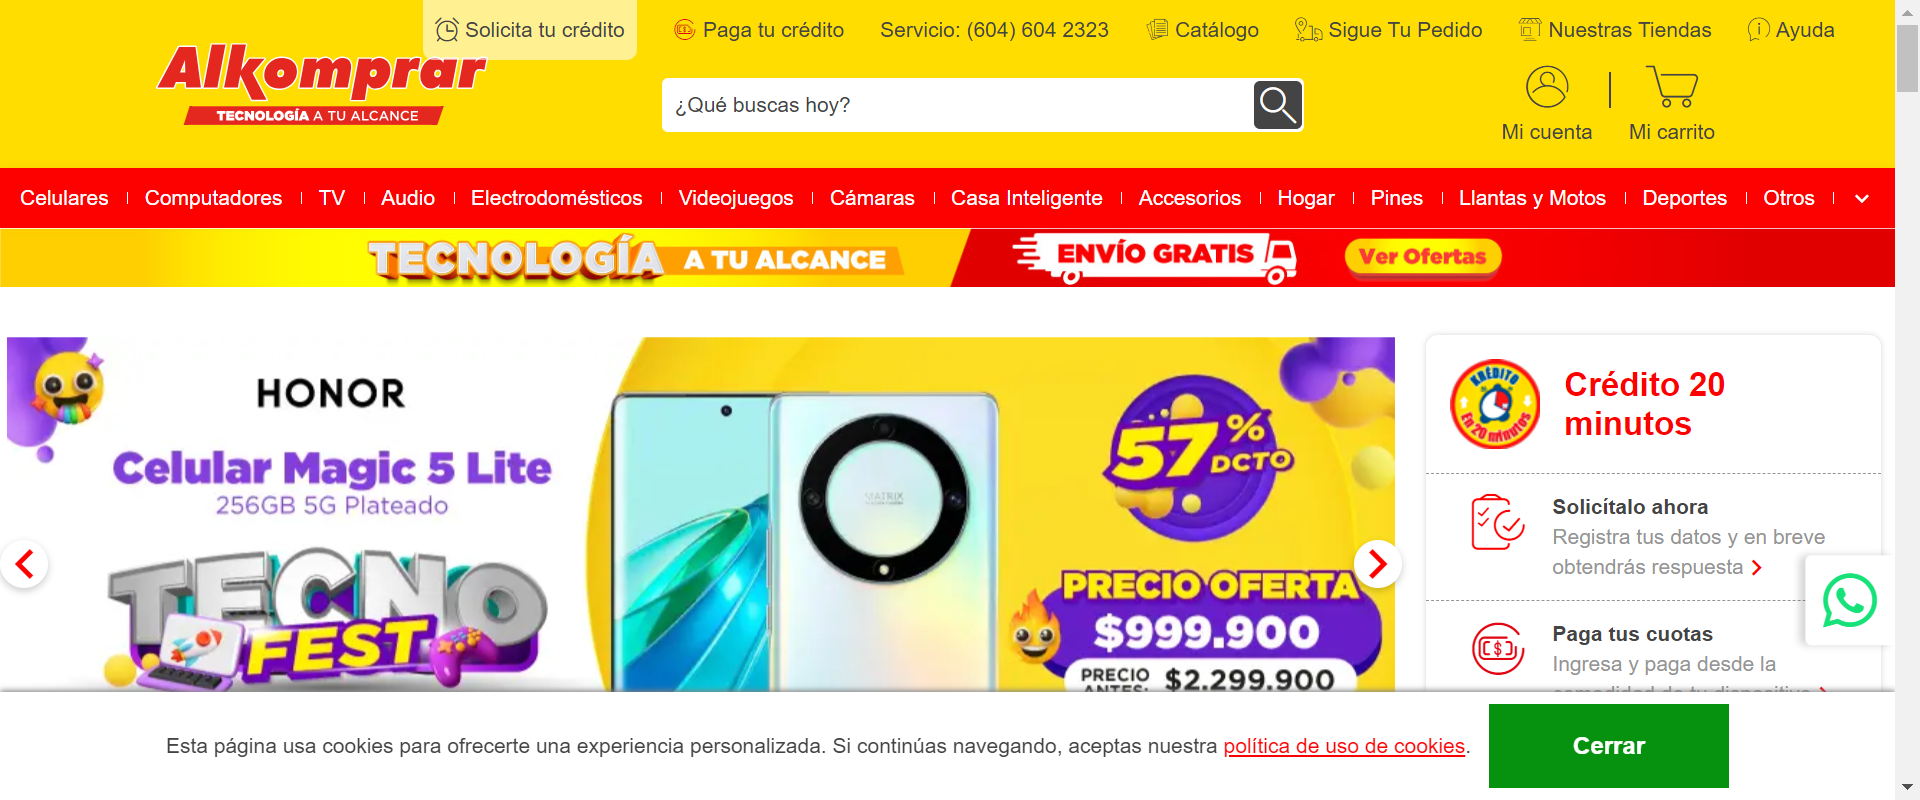 Solicita tu crédito
Paga tu crédito
Servicio: (604) 604 2323
Catálogo
Sigue Tu Pedido
Nuestras Tiendas
Ayuda
Alkomprar
TECNOLOGÍA A TU ALCANCE
¿Qué buscas hoy?
Mi cuenta
Mi carrito
Celulares
Computadores
TV
Audio
Electrodomésticos
Videojuegos
Cámaras
Casa Inteligente
Accesorios
Hogar
Pines
Llantas y Motos
Deportes
Otros
TECNOLOGÍA A TU ALCANCE
ENVÍO GRATIS
Ver Ofertas
HONOR
Celular Magic 5 Lite
256GB 5G Plateado
TECNO
FEST
MATRIX
57% DCTO
PRECIO OFERTA
$999.900
PRECIO
ANTES:
$2.299.900
KRÉDITO
En 20 minutos
Crédito 20
minutos
Solicítalo ahora
Registra tus datos y en breve
obtendrás respuesta
Paga tus cuotas
Ingresa y paga desde la
comodidad de tu dispositivo
Esta página usa cookies para ofrecerte una experiencia personalizada. Si continúas navegando, aceptas nuestra política de uso de cookies.
Cerrar